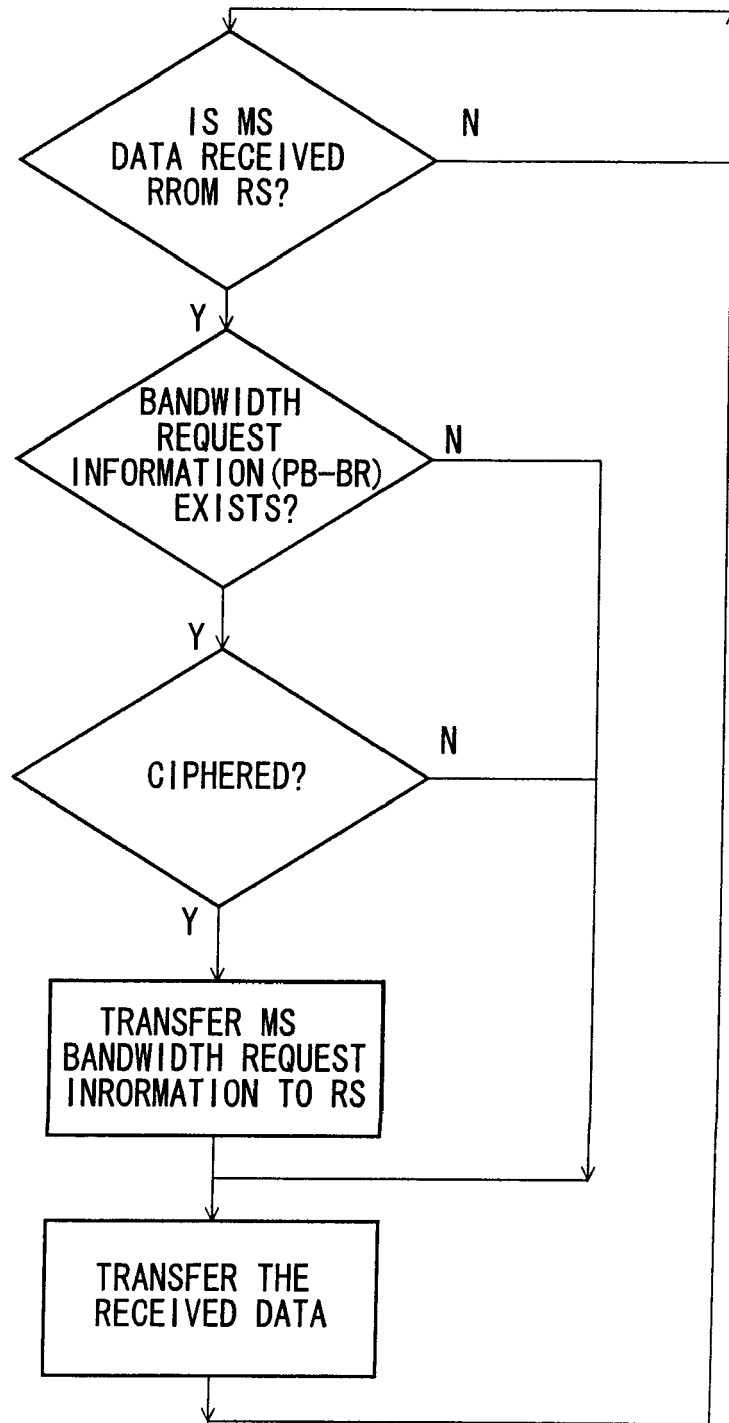 IS MS
DATA RECEIVED
RROM RS?
N
Y
BANDWIDTH
REQUEST
INFORMATION(PB-BR)
EXISTS?
N
Y
CIPHERED?
N
Y
TRANSFER MS
BANDWIDTH REQUEST
INRORMATION TO RS
TRANSFER THE
RECEIVED DATA